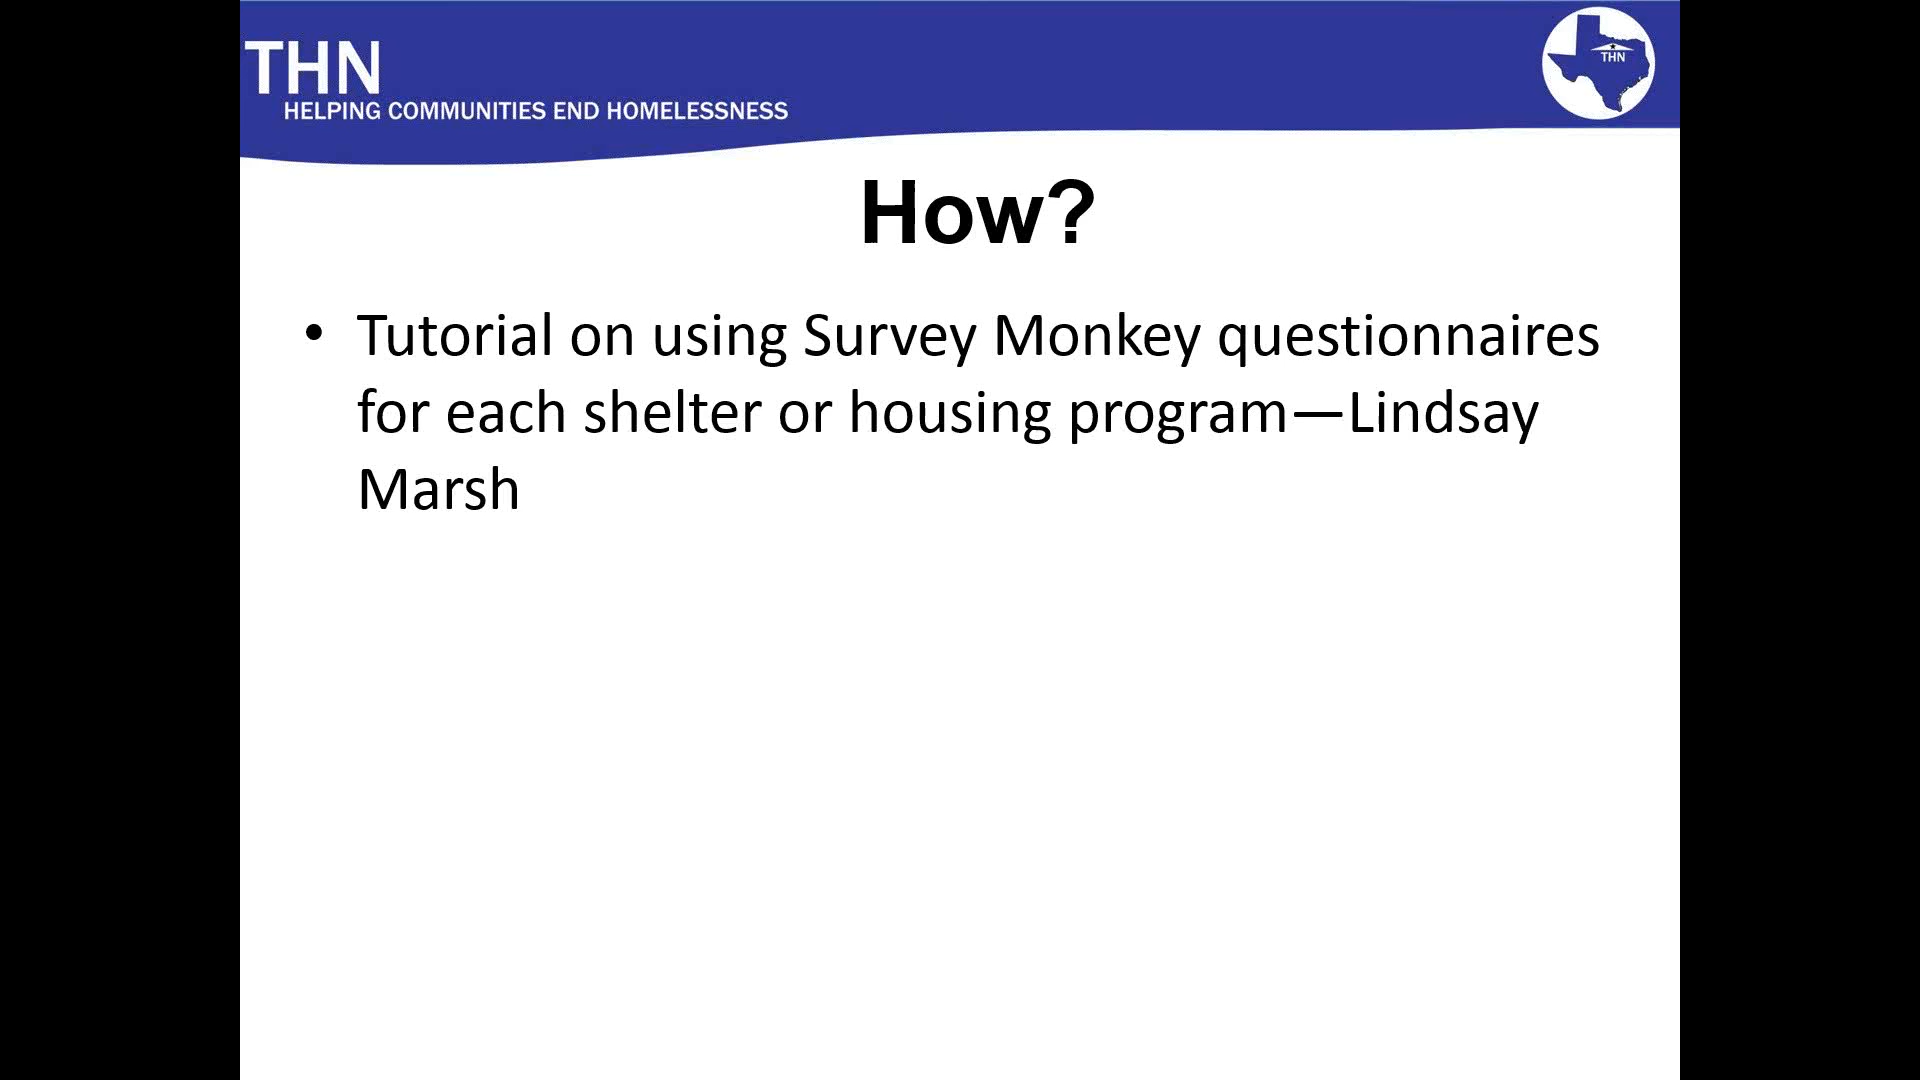 THN
HELPING COMMUNITIES END HOMELESSNESS
THN
How?
• Tutorial on using Survey Monkey questionnaires
for each shelter or housing program—Lindsay
Marsh